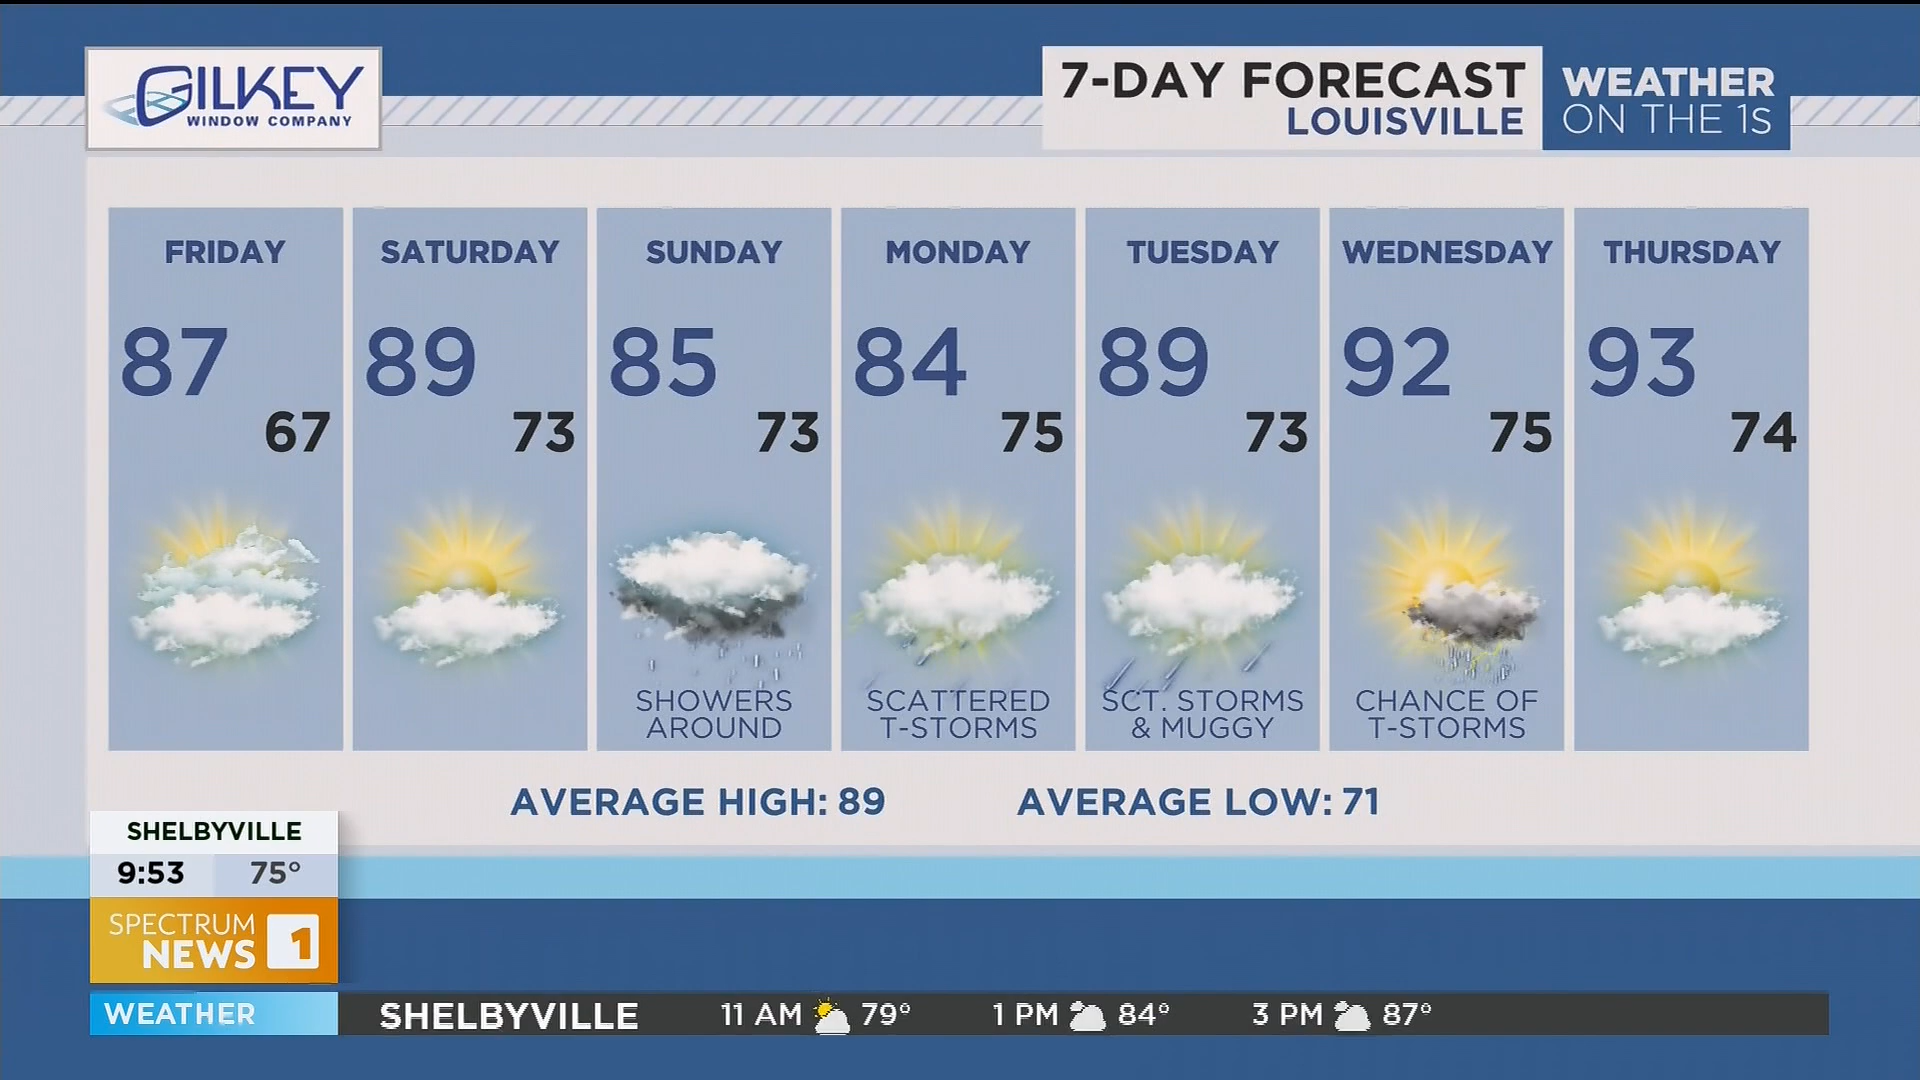 GILKEY
WINDOW COMPANY
7-DAY FORECAST
LOUISVILLE
WEATHER
ON THE 1S
FRIDAY
87
67
SATURDAY
89
73
SUNDAY
85
73
SHOWERS
AROUND
MONDAY
84
75
SCATTERED
T-STORMS
TUESDAY
89
73
SCT. STORMS
& MUGGY
WEDNESDAY
92
75
CHANCE OF
T-STORMS
THURSDAY
93
74
AVERAGE HIGH: 89 AVERAGE LOW: 71
SHELBYVILLE
9:53 75°
SPECTRUM
NEWS 1
WEATHER SHELBYVILLE 11 AM 79° 1 PM 84° 3 PM 87°